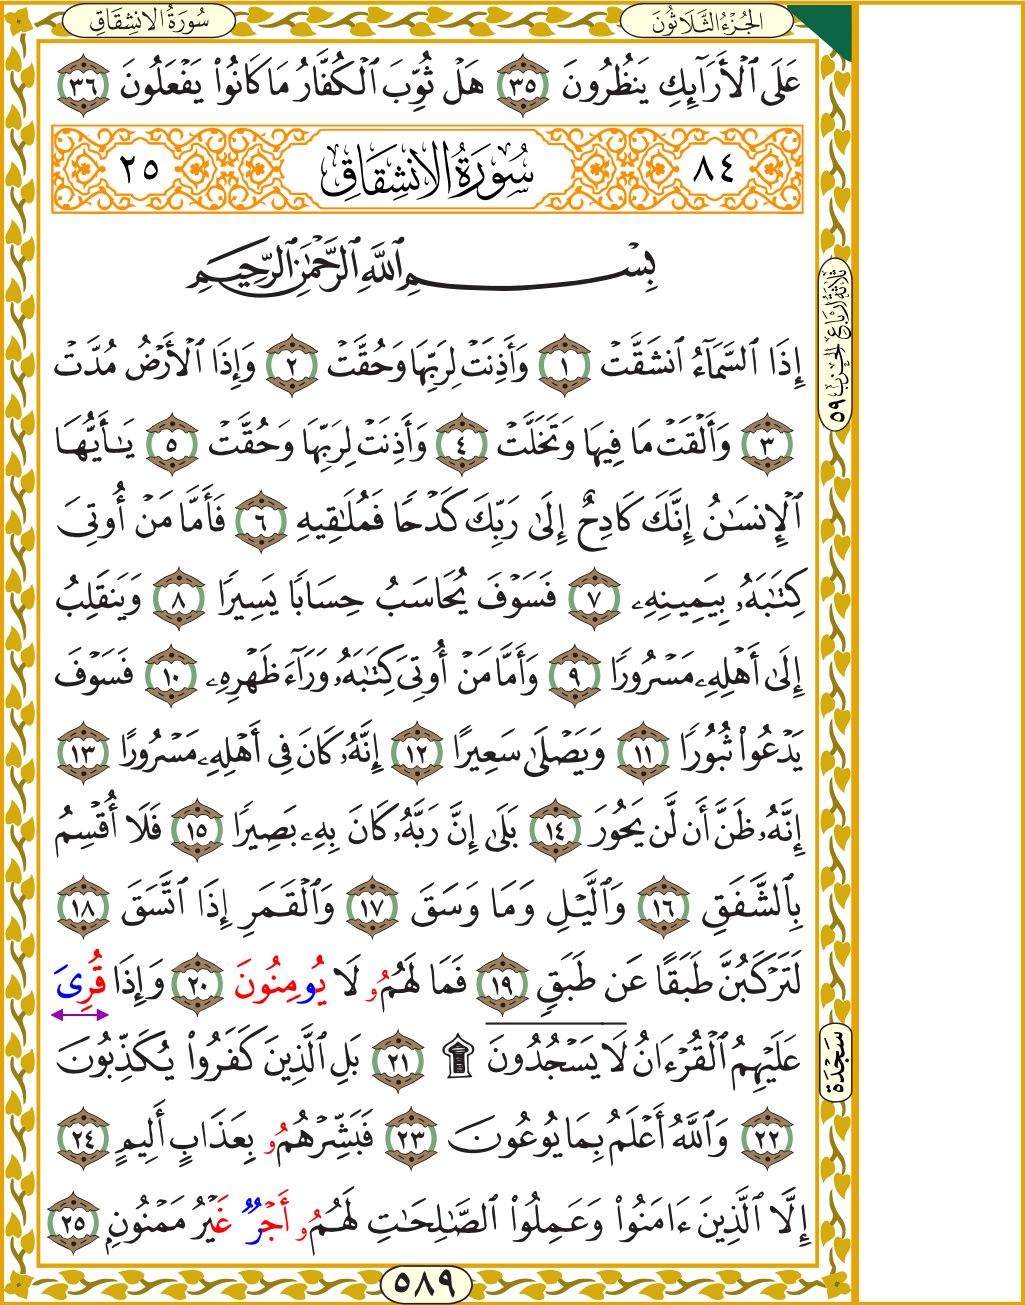 سُورَةُ الانشِقَاقِ
الجُزْءُ الثَّلَاثُونَ
عَلَى ٱلْأَرَآئِكِ يَنظُرُونَ ٣٥ هَلْ ثُوِّبَ ٱلْكُفَّارُ مَا كَانُوا۟ يَفْعَلُونَ ٣٦
٨٤ سُورَةُ الانشِقَاقِ ٢٥
بِسْمِ ٱللَّهِ ٱلرَّحْمَٰنِ ٱلرَّحِيمِ
إِذَا ٱلسَّمَآءُ ٱنشَقَّتْ ١ وَأَذِنَتْ لِرَبِّهَا وَحُقَّتْ ٢ وَإِذَا ٱلْأَرْضُ مُدَّتْ
٣ وَأَلْقَتْ مَا فِيهَا وَتَخَلَّتْ ٤ وَأَذِنَتْ لِرَبِّهَا وَحُقَّتْ ٥ يَـٰٓأَيُّهَا
ٱلْإِنسَـٰنُ إِنَّكَ كَادِحٌ إِلَىٰ رَبِّكَ كَدْحًا فَمُلَـٰقِيهِ ٦ فَأَمَّا مَنْ أُوتِىَ
كِتَـٰبَهُۥ بِيَمِينِهِۦ ٧ فَسَوْفَ يُحَاسَبُ حِسَابًا يَسِيرًا ٨ وَيَنقَلِبُ
إِلَىٰٓ أَهْلِهِۦ مَسْرُورًا ٩ وَأَمَّا مَنْ أُوتِىَ كِتَـٰبَهُۥ وَرَآءَ ظَهْرِهِۦ ١٠ فَسَوْفَ
يَدْعُوا۟ ثُبُورًا ١١ وَيَصْلَىٰ سَعِيرًا ١٢ إِنَّهُۥ كَانَ فِىٓ أَهْلِهِۦ مَسْرُورًا ١٣
إِنَّهُۥ ظَنَّ أَن لَّن يَحُورَ ١٤ بَلَىٰٓ إِنَّ رَبَّهُۥ كَانَ بِهِۦ بَصِيرًا ١٥ فَلَآ أُقْسِمُ
بِٱلشَّفَقِ ١٦ وَٱلَّيْلِ وَمَا وَسَقَ ١٧ وَٱلْقَمَرِ إِذَا ٱتَّسَقَ ١٨
لَتَرْكَبُنَّ طَبَقًا عَن طَبَقٍ ١٩ فَمَا لَهُمُۥ لَا يُومِنُونَ ٢٠ وَإِذَا قُرِىَ
عَلَيْهِمُ ٱلْقُرْءَانُ لَا يَسْجُدُونَ ۩ ٢١ بَلِ ٱلَّذِينَ كَفَرُوا۟ يُكَذِّبُونَ
٢٢ وَٱللَّهُ أَعْلَمُ بِمَا يُوعُونَ ٢٣ فَبَشِّرْهُمُۥ بِعَذَابٍ أَلِيمٍ ٢٤
إِلَّا ٱلَّذِينَ ءَامَنُوا۟ وَعَمِلُوا۟ ٱلصَّـٰلِحَـٰتِ لَهُمُۥٓ أَجْرٌ غَيْرُ مَمْنُونٍ ٢٥
ثلاثة أرباع الحزب ٥٩
سَجْدَة
٥٨٩